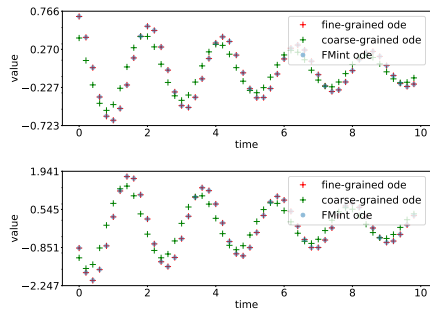 0.766
0.270
−0.227
−0.723
value
fine-grained ode
coarse-grained ode
FMint ode
0 2 4 6 8 10
time
1.941
0.545
−0.851
−2.247
value
fine-grained ode
coarse-grained ode
FMint ode
0 2 4 6 8 10
time